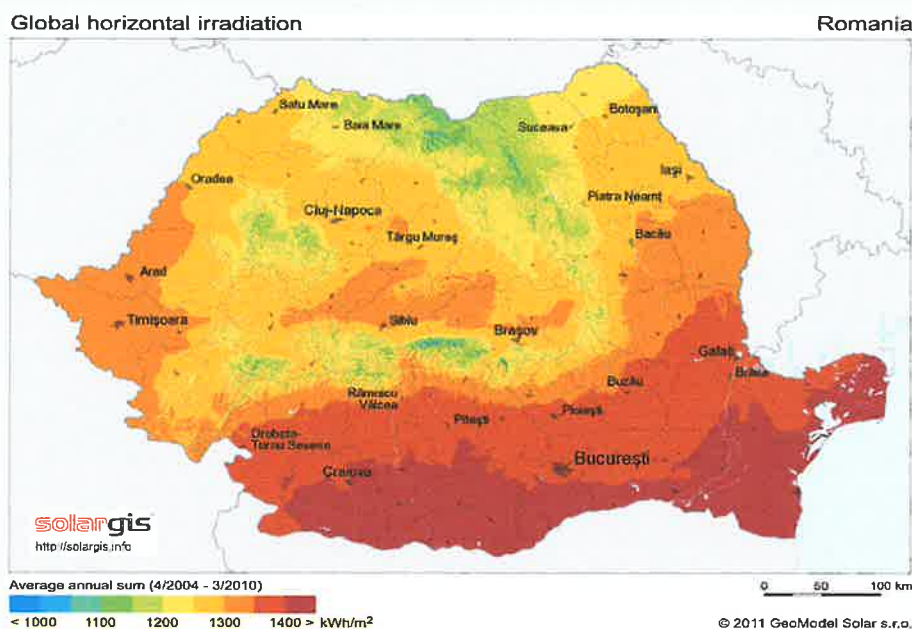 Global horizontal irradiation
Romania
Satu Mare
Baia Mare
Botoşani
Suceava
Iaşi
Oradea
Piatra Neamţ
Cluj-Napoca
Târgu Mureş
Bacău
Arad
Timişoara
Sibiu
Braşov
Galaţi
Brăila
Buzău
Râmnicu
Vâlcea
Piteşti
Ploieşti
Drobeta-
Turnu Severin
Bucureşti
Craiova
solargis
http://solargis.info
Average annual sum (4/2004 - 3/2010)
0 50 100 km
< 1000 1100 1200 1300 1400 > kWh/m²
© 2011 GeoModel Solar s.r.o.